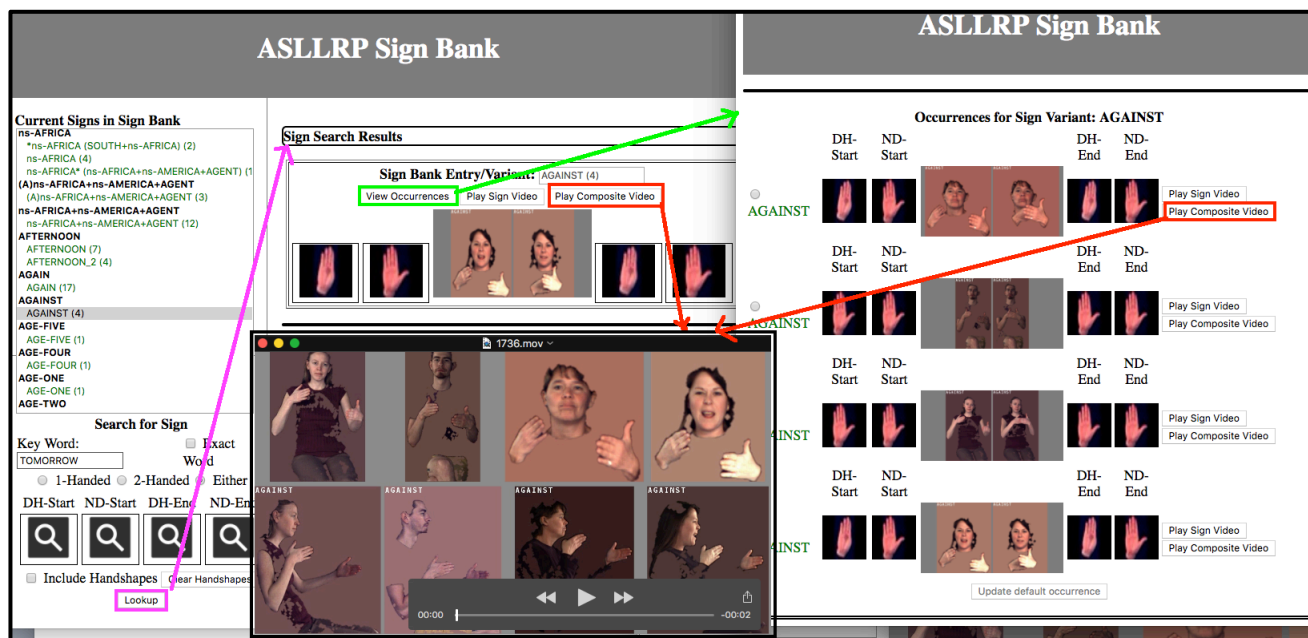 ASLLRP Sign Bank
Current Signs in Sign Bank
ns-AFRICA
*ns-AFRICA (SOUTH+ns-AFRICA) (2)
ns-AFRICA (4)
ns-AFRICA* (ns-AFRICA+ns-AMERICA+AGENT) (1
(A)ns-AFRICA+ns-AMERICA+AGENT
(A)ns-AFRICA+ns-AMERICA+AGENT (3)
ns-AFRICA+ns-AMERICA+AGENT
ns-AFRICA+ns-AMERICA+AGENT (12)
AFTERNOON
AFTERNOON (7)
AFTERNOON_2 (4)
AGAIN
AGAIN (17)
AGAINST
AGAINST (4)
AGE-FIVE
AGE-FIVE (1)
AGE-FOUR
AGE-FOUR (1)
AGE-ONE
AGE-ONE (1)
AGE-TWO
Search for Sign
Key Word: Exact
TOMORROW Word
1-Handed 2-Handed Either
DH-Start ND-Start DH-End ND-End
Include Handshapes Clear Handshapes
Lookup
Sign Search Results
Sign Bank Entry/Variant: AGAINST (4)
View Occurrences Play Sign Video Play Composite Video
AGAINST
1736.mov
AGAINST AGAINST AGAINST AGAINST
00:00 -00:02
ASLLRP Sign Bank
Occurrences for Sign Variant: AGAINST
DH- ND- DH- ND-
Start Start End End
Play Sign Video
AGAINST Play Composite Video
DH- ND- DH- ND-
Start Start End End
Play Sign Video
AGAINST Play Composite Video
DH- ND- DH- ND-
Start Start End End
Play Sign Video
AINST Play Composite Video
DH- ND- DH- ND-
Start Start End End
Play Sign Video
AINST Play Composite Video
Update default occurrence